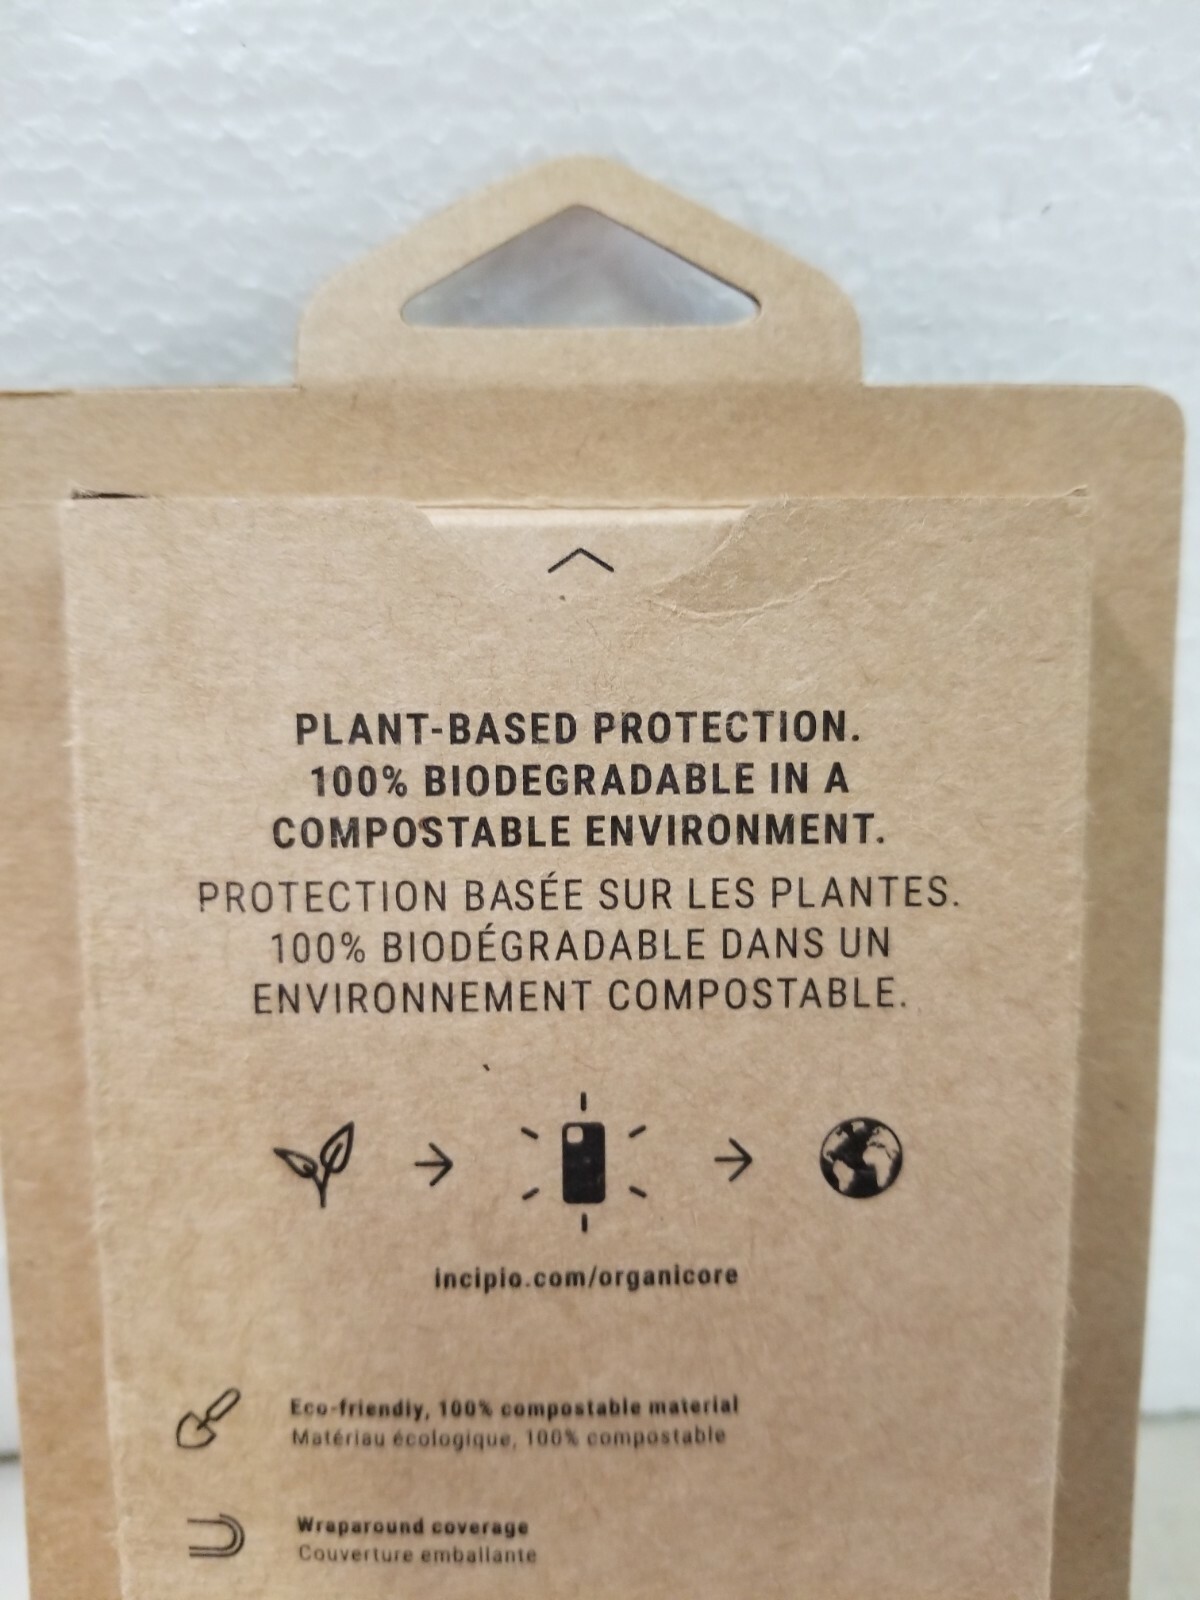 PLANT-BASED PROTECTION.
100% BIODEGRADABLE IN A
COMPOSTABLE ENVIRONMENT.
PROTECTION BASÉE SUR LES PLANTES.
100% BIODÉGRADABLE DANS UN
ENVIRONNEMENT COMPOSTABLE.
incipio.com/organicore
Eco-friendly, 100% compostable material
Matériau écologique, 100% compostable
Wraparound coverage
Couverture emballante